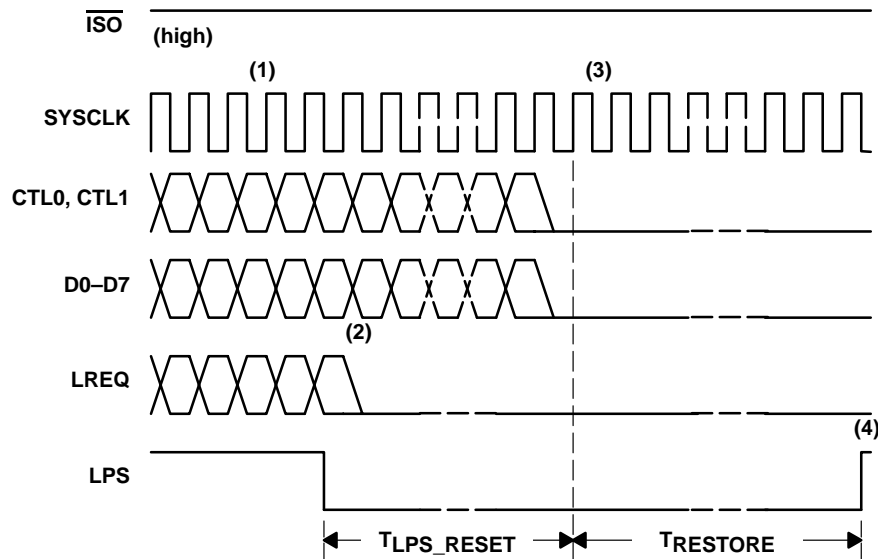 ISO
(high)
(1)
(3)
SYSCLK
CTL0, CTL1
D0–D7
(2)
LREQ
(4)
LPS
TLPS_RESET
TRESTORE